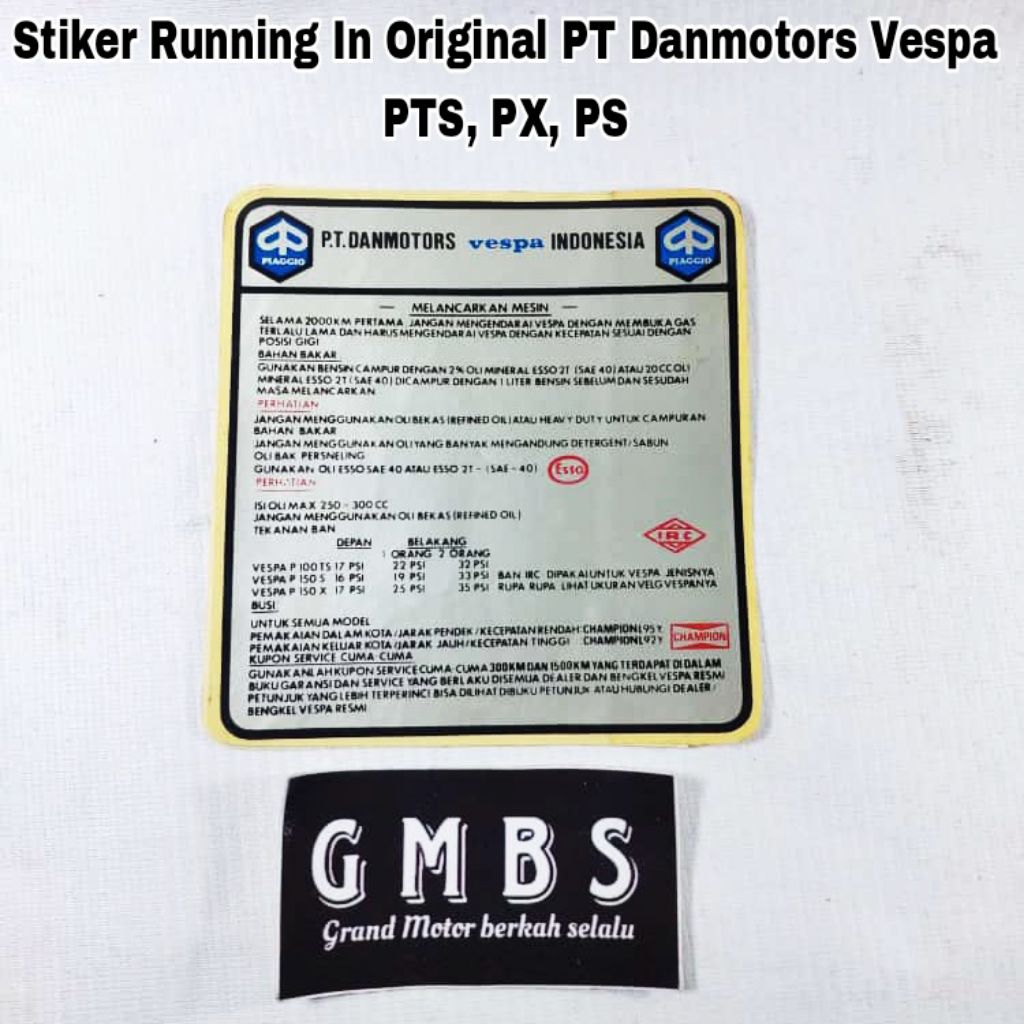 Stiker Running In Original PT Danmotors Vespa
PTS, PX, PS
PIAGGIO P.T. DANMOTORS vespa INDONESIA PIAGGIO
— MELANCARKAN MESIN —
SELAMA 2000KM PERTAMA JANGAN MENGENDARAI VESPA DENGAN MEMBUKA GAS
TERLALU LAMA DAN HARUS MENGENDARAI VESPA DENGAN KECEPATAN SESUAI DENGAN
POSISI GIGI
BAHAN BAKAR
GUNAKAN BENSIN CAMPUR DENGAN 2% OLI MINERAL ESSO 2T (SAE 40) ATAU 20CC OLI
MINERAL ESSO 2T (SAE 40) DICAMPUR DENGAN 1 LITER BENSIN SEBELUM DAN SESUDAH
MASA MELANCARKAN
PERHATIAN
JANGAN MENGGUNAKAN OLI BEKAS (REFINED OIL) ATAU HEAVY DUTY UNTUK CAMPURAN
BAHAN BAKAR
JANGAN MENGGUNAKAN OLI YANG BANYAK MENGANDUNG DETERGENT/SABUN
OLI BAK PERSNELING
GUNAKAN OLI ESSO SAE 40 ATAU ESSO 2T - (SAE - 40) Esso
PERHATIAN
ISI OLI MAX 250 - 300 CC
JANGAN MENGGUNAKAN OLI BEKAS (REFINED OIL)
TEKANAN BAN
IRC
DEPAN BELAKANG
1 ORANG 2 ORANG
VESPA P 100 TS 17 PSI 22 PSI 32 PSI
VESPA P 150 S 16 PSI 19 PSI 33 PSI BAN IRC DIPAKAI UNTUK VESPA JENISNYA
VESPA P 150 X 17 PSI 25 PSI 35 PSI RUPA RUPA LIHAT UKURAN VELG VESPANYA
BUSI
UNTUK SEMUA MODEL
PEMAKAIAN DALAM KOTA/JARAK PENDEK/KECEPATAN RENDAH: CHAMPION L95Y
PEMAKAIAN KELUAR KOTA/JARAK JAUH/KECEPATAN TINGGI CHAMPION L92Y CHAMPION
KUPON SERVICE CUMA-CUMA
GUNAKANLAH KUPON SERVICE CUMA-CUMA 300KM DAN 1500KM YANG TERDAPAT DIDALAM
BUKU GARANSI DAN SERVICE YANG BERLAKU DISEMUA DEALER DAN BENGKEL VESPA RESMI
PETUNJUK YANG LEBIH TERPERINCI BISA DILIHAT DIBUKU PETUNJUK ATAU HUBUNGI DEALER/
BENGKEL VESPA RESMI
GMBS
Grand Motor berkah selalu